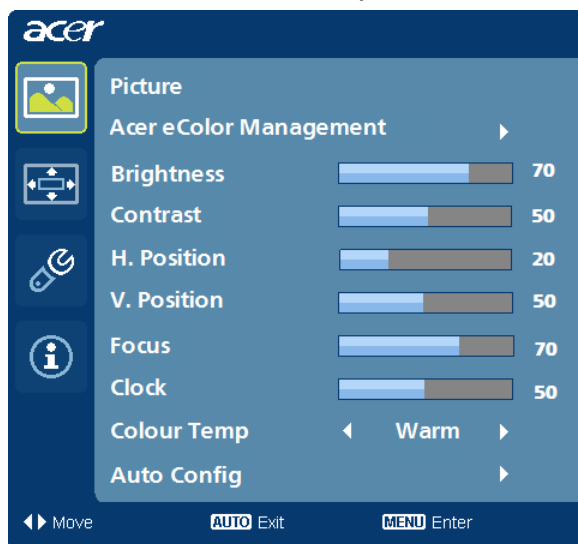 acer
Picture
Acer eColor Management
Brightness 70
Contrast 50
H. Position 20
V. Position 50
Focus 70
Clock 50
Colour Temp Warm
Auto Config
Move AUTO Exit MENU Enter